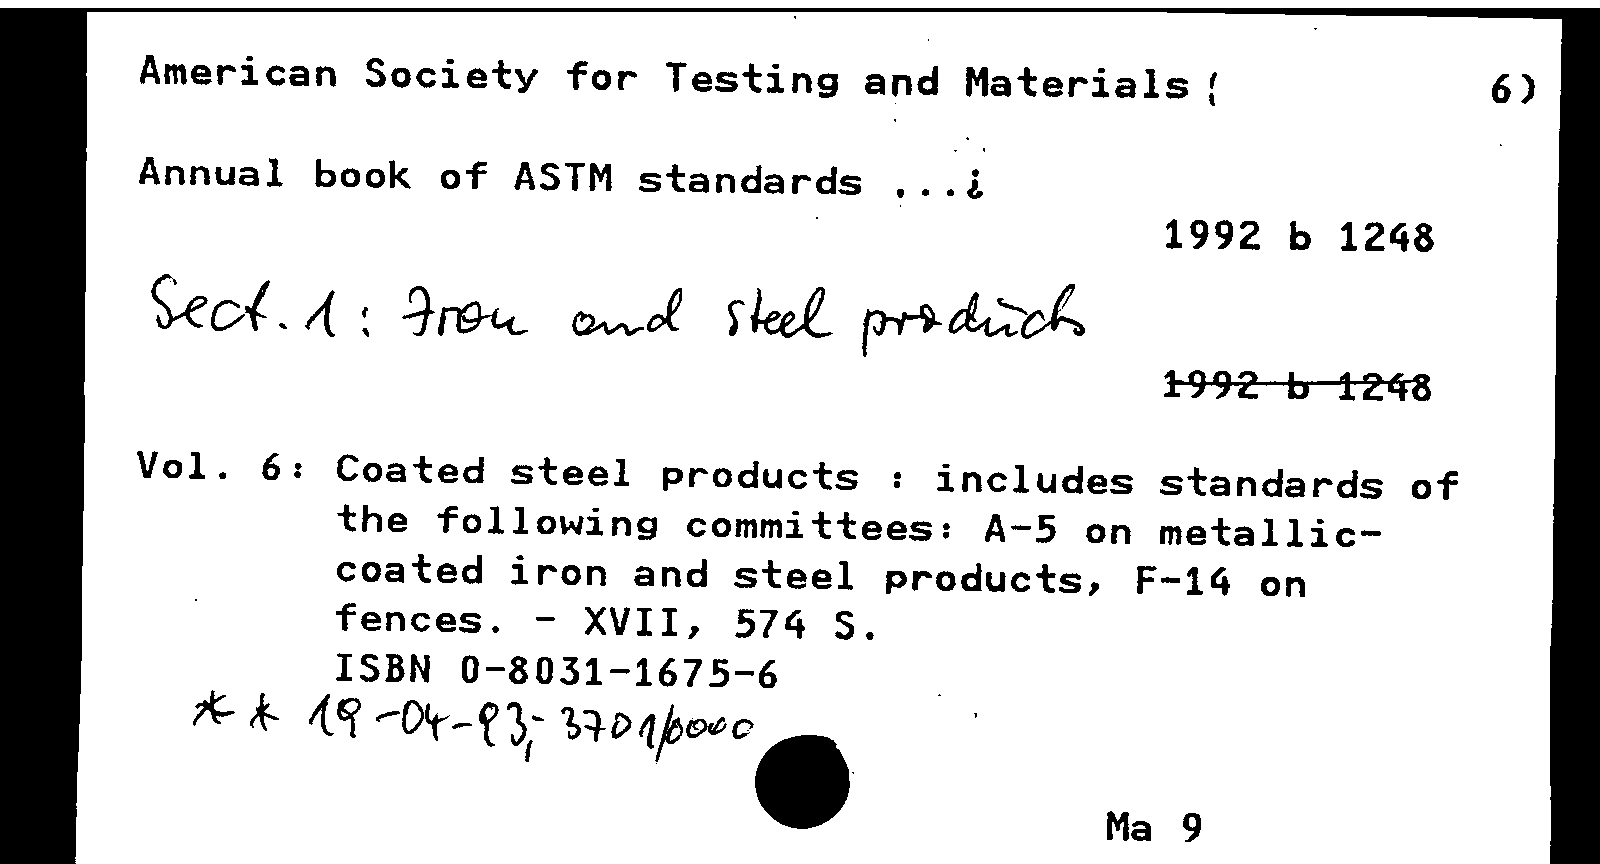 American Society for Testing and Materials¦ 6)
Annual book of ASTM standards ...¿
1992 b 1248
Sect. 1: Iron and steel products
1992 b 1248
Vol. 6: Coated steel products : includes standards of
the following committees: A-5 on metallic-
coated iron and steel products, F-14 on
fences. - XVII, 574 S.
ISBN 0-8031-1675-6
** 19-04-93; 3701/0000
Ma 9